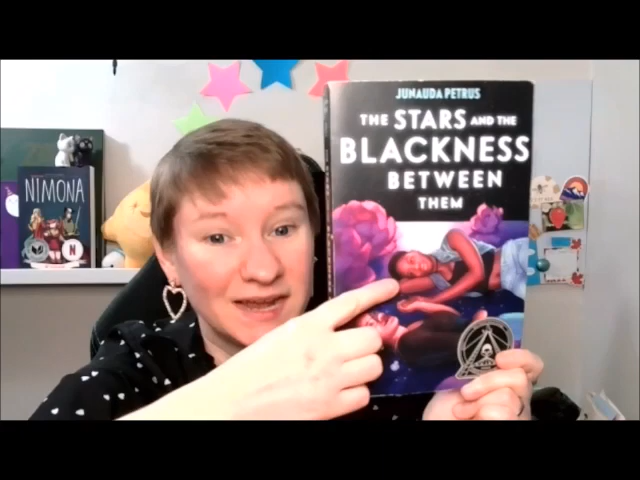 JUNAUDA PETRUS
THE STARS AND THE
BLACKNESS
BETWEEN
THEM
NIMONA
N